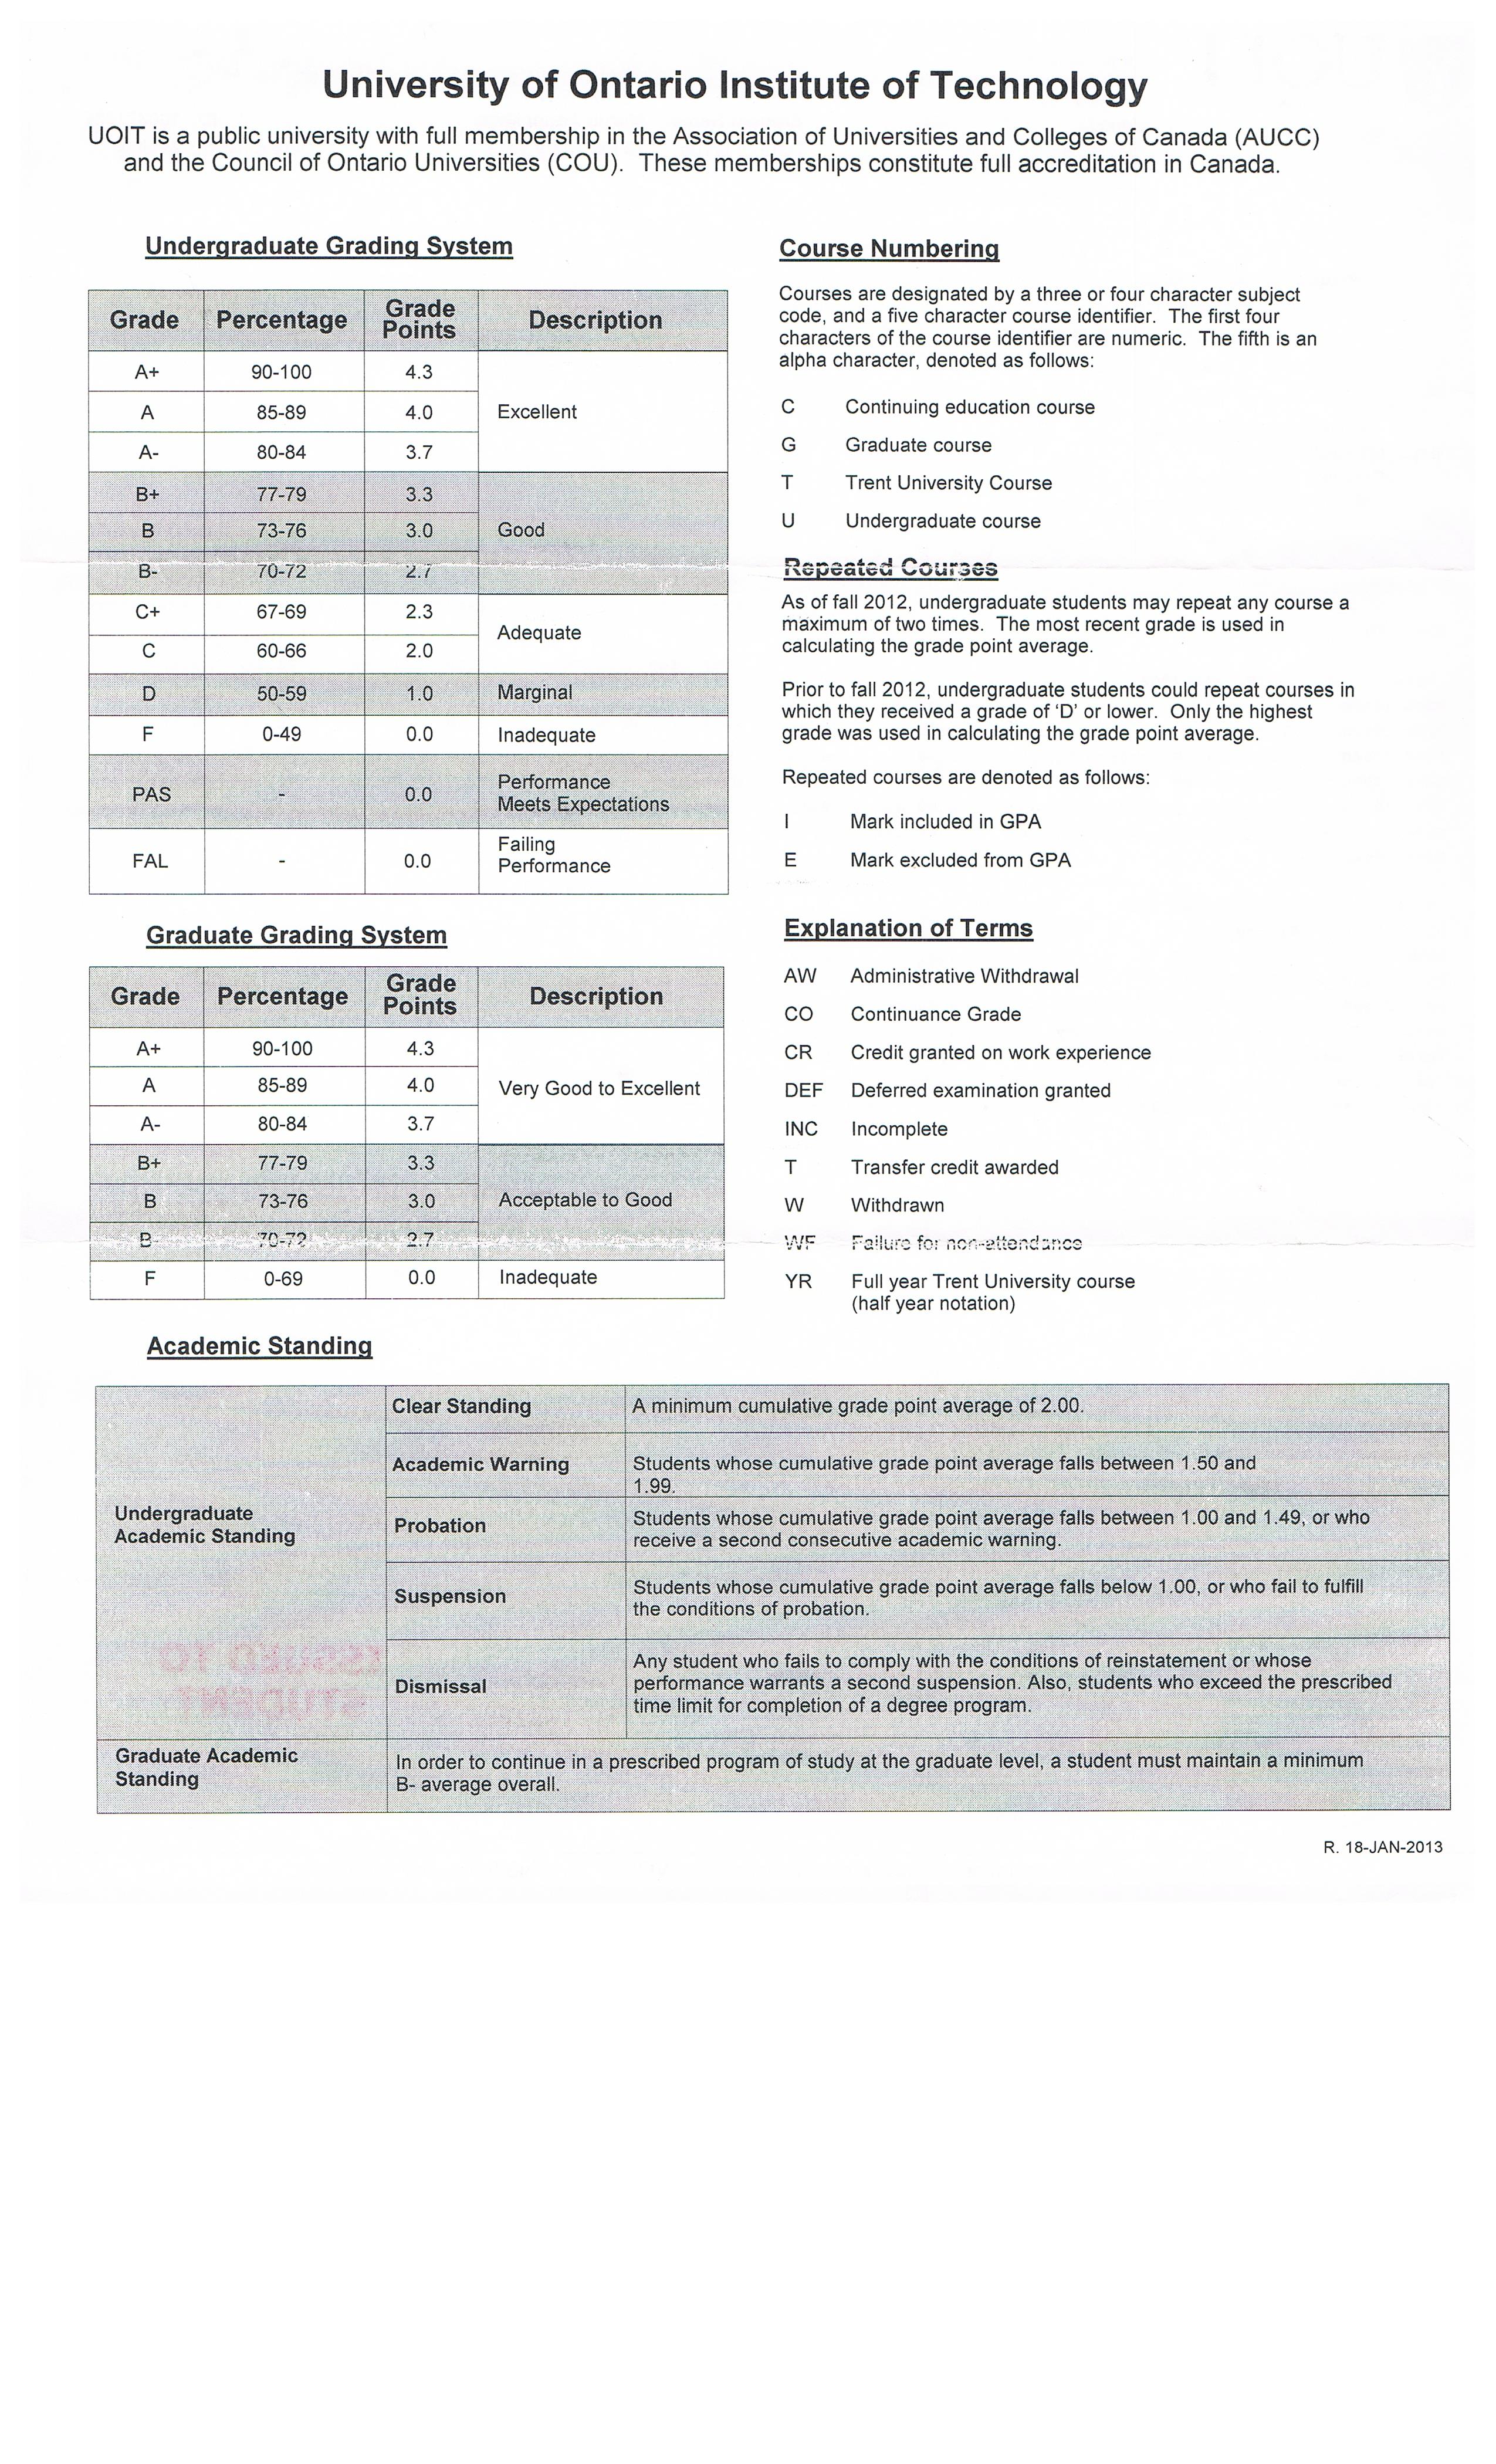 University of Ontario Institute of Technology
UOIT is a public university with full membership in the Association of Universities and Colleges of Canada (AUCC)
and the Council of Ontario Universities (COU). These memberships constitute full accreditation in Canada.
Undergraduate Grading System
Grade Percentage Grade Points Description
A+ 90-100 4.3
A 85-89 4.0 Excellent
A- 80-84 3.7
B+ 77-79 3.3
B 73-76 3.0 Good
B- 70-72 2.7
C+ 67-69 2.3
Adequate
C 60-66 2.0
D 50-59 1.0 Marginal
F 0-49 0.0 Inadequate
PAS - 0.0 Performance
Meets Expectations
FAL - 0.0 Failing
Performance
Graduate Grading System
Grade Percentage Grade Points Description
A+ 90-100 4.3
A 85-89 4.0 Very Good to Excellent
A- 80-84 3.7
B+ 77-79 3.3
B 73-76 3.0 Acceptable to Good
B- 70-72 2.7
F 0-69 0.0 Inadequate
Course Numbering
Courses are designated by a three or four character subject
code, and a five character course identifier. The first four
characters of the course identifier are numeric. The fifth is an
alpha character, denoted as follows:
C Continuing education course
G Graduate course
T Trent University Course
U Undergraduate course
Repeated Courses
As of fall 2012, undergraduate students may repeat any course a
maximum of two times. The most recent grade is used in
calculating the grade point average.
Prior to fall 2012, undergraduate students could repeat courses in
which they received a grade of ‘D’ or lower. Only the highest
grade was used in calculating the grade point average.
Repeated courses are denoted as follows:
I Mark included in GPA
E Mark excluded from GPA
Explanation of Terms
AW Administrative Withdrawal
CO Continuance Grade
CR Credit granted on work experience
DEF Deferred examination granted
INC Incomplete
T Transfer credit awarded
W Withdrawn
WF Failure for non-attendance
YR Full year Trent University course
(half year notation)
Academic Standing
Undergraduate
Academic Standing
Clear Standing A minimum cumulative grade point average of 2.00.
Academic Warning Students whose cumulative grade point average falls between 1.50 and
1.99.
Probation Students whose cumulative grade point average falls between 1.00 and 1.49, or who
receive a second consecutive academic warning.
Suspension Students whose cumulative grade point average falls below 1.00, or who fail to fulfill
the conditions of probation.
Dismissal Any student who fails to comply with the conditions of reinstatement or whose
performance warrants a second suspension. Also, students who exceed the prescribed
time limit for completion of a degree program.
ISSUED TO
STUDENT
Graduate Academic
Standing
In order to continue in a prescribed program of study at the graduate level, a student must maintain a minimum
B- average overall.
R. 18-JAN-2013